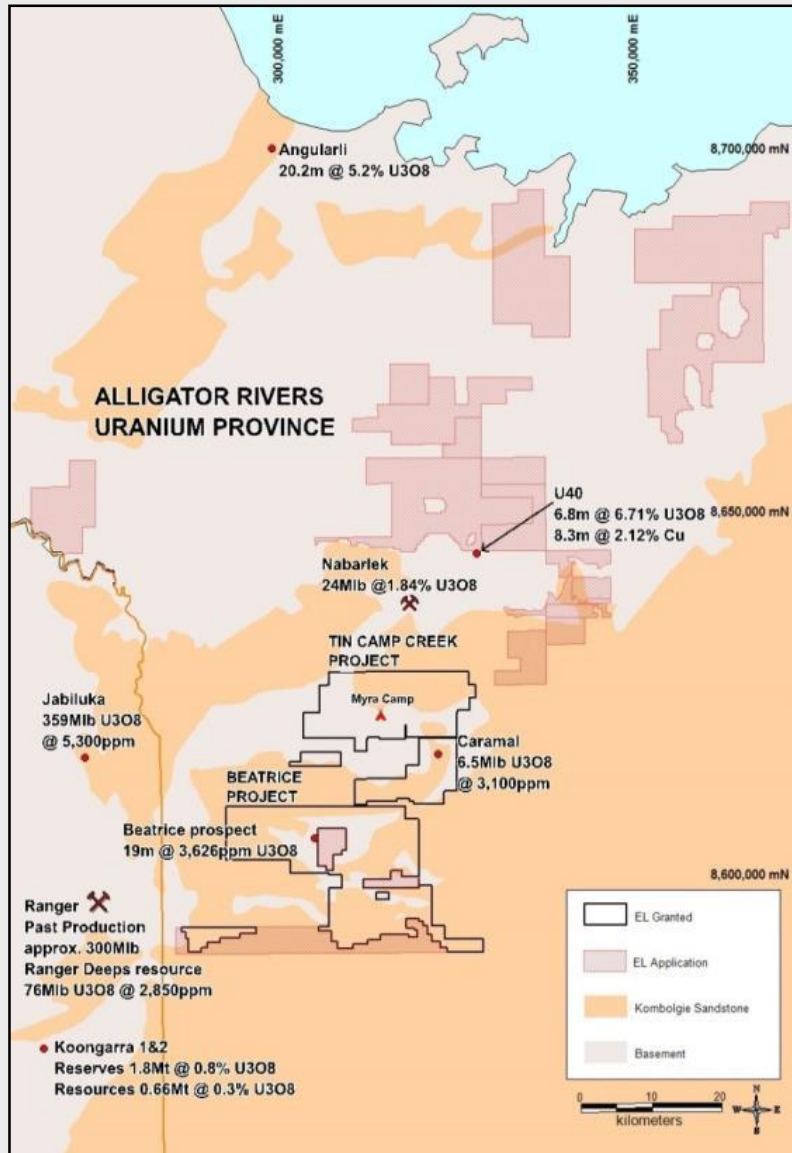 300,000 mE
350,000 mE
8,700,000 mN
Angularli
20.2m @ 5.2% U3O8
ALLIGATOR RIVERS
URANIUM PROVINCE
U40
6.8m @ 6.71% U3O8
8.3m @ 2.12% Cu
8,650,000 mN
Nabarlek
24Mlb @1.84% U3O8
TIN CAMP CREEK
PROJECT
Myra Camp
Jabiluka
359Mlb U3O8
@ 5,300ppm
Caramal
6.5Mlb U3O8
@ 3,100ppm
BEATRICE
PROJECT
Beatrice prospect
19m @ 3,626ppm U3O8
8,600,000 mN
Ranger
Past Production
approx. 300Mlb
Ranger Deeps resource
76Mlb U3O8 @ 2,850ppm
Koongarra 1&2
Reserves 1.8Mt @ 0.8% U3O8
Resources 0.66Mt @ 0.3% U3O8
EL Granted
EL Application
Kombolgie Sandstone
Basement
0 10 20
kilometers
N
W E
S